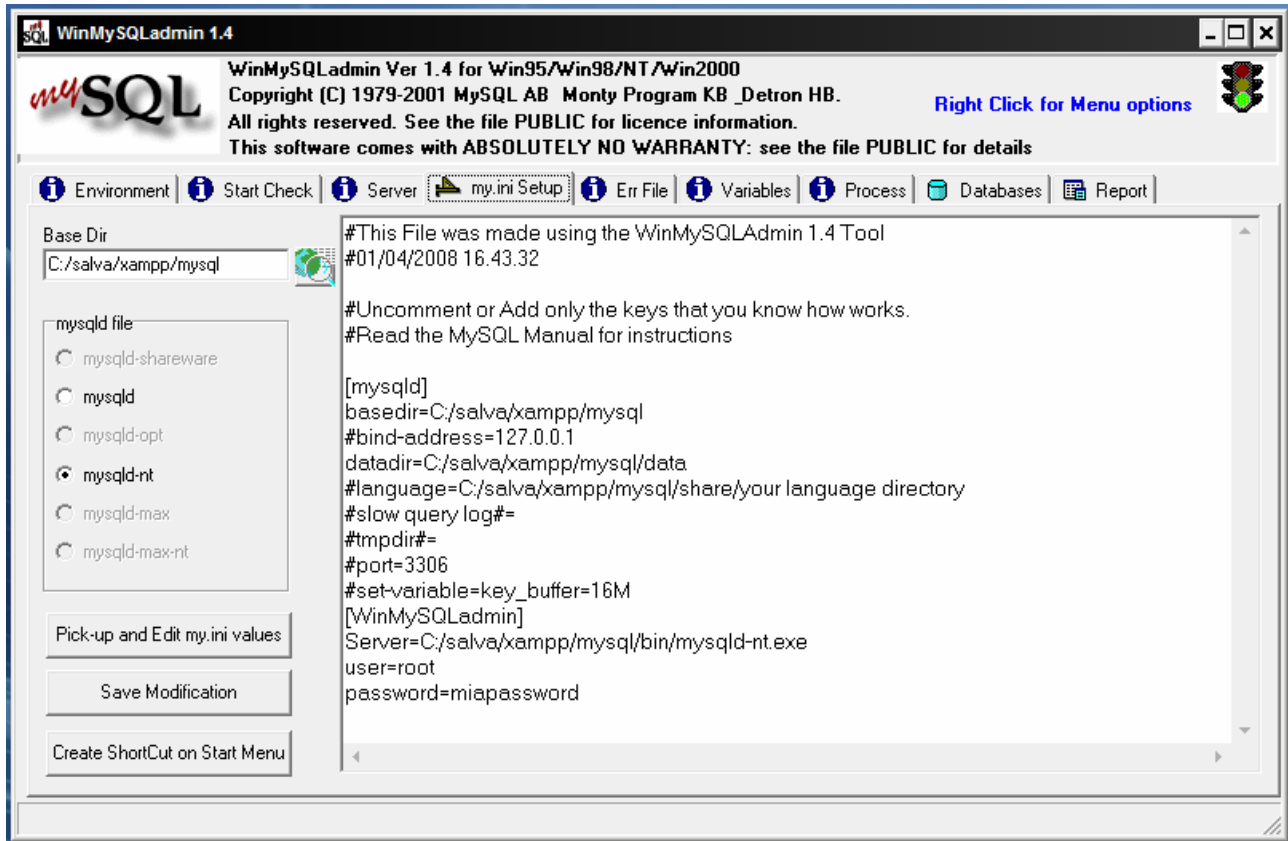 WinMySQLadmin 1.4
mySQL
WinMySQLadmin Ver 1.4 for Win95/Win98/NT/Win2000
Copyright (C) 1979-2001 MySQL AB Monty Program KB _Detron HB.
All rights reserved. See the file PUBLIC for licence information.
This software comes with ABSOLUTELY NO WARRANTY: see the file PUBLIC for details
Right Click for Menu options
Environment Start Check Server my.ini Setup Err File Variables Process Databases Report
Base Dir
C:/salva/xampp/mysql
mysqld file
mysqld-shareware
mysqld
mysqld-opt
mysqld-nt
mysqld-max
mysqld-max-nt
Pick-up and Edit my.ini values
Save Modification
Create ShortCut on Start Menu
#This File was made using the WinMySQLAdmin 1.4 Tool
#01/04/2008 16.43.32
#Uncomment or Add only the keys that you know how works.
#Read the MySQL Manual for instructions
[mysqld]
basedir=C:/salva/xampp/mysql
#bind-address=127.0.0.1
datadir=C:/salva/xampp/mysql/data
#language=C:/salva/xampp/mysql/share/your language directory
#slow query log#=
#tmpdir#=
#port=3306
#set-variable=key_buffer=16M
[WinMySQLadmin]
Server=C:/salva/xampp/mysql/bin/mysqld-nt.exe
user=root
password=miapassword